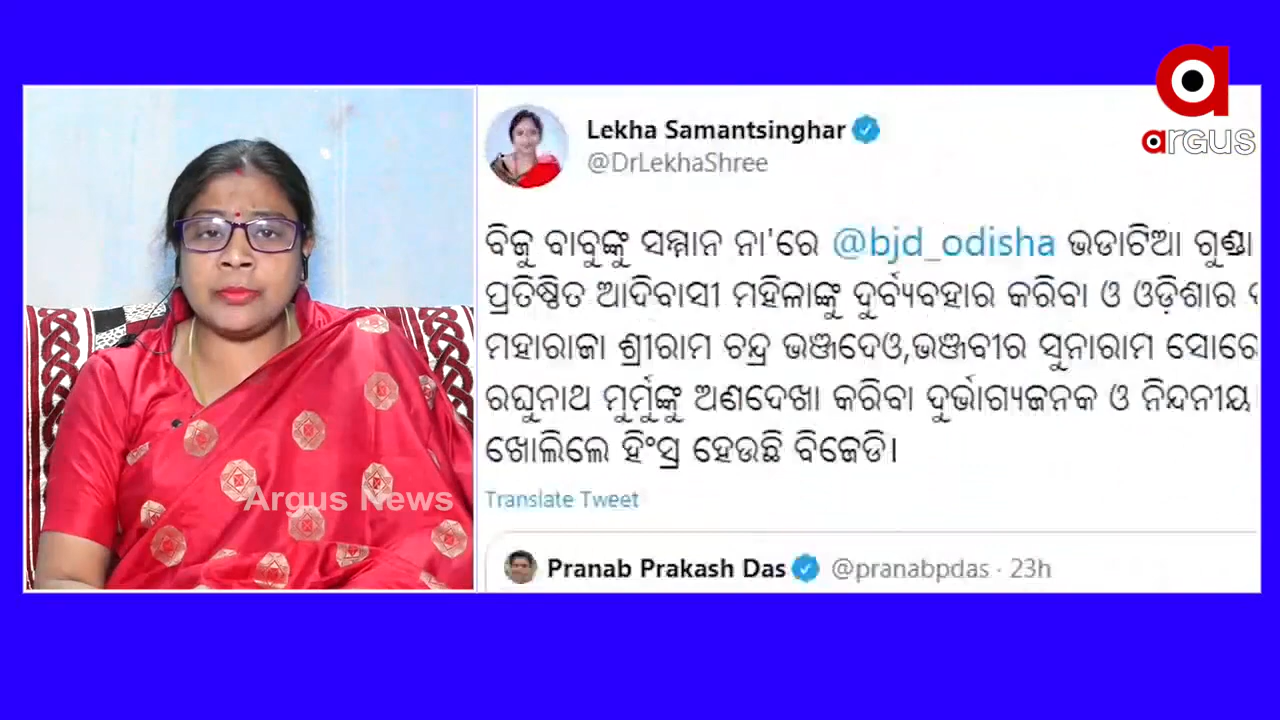 argus
Lekha Samantsinghar
@DrLekhaShree
ବିଜୁ ବାବୁଙ୍କୁ ସମ୍ମାନ ନା'ରେ @bjd_odisha ଭଡାଟିଆ ଗୁଣ୍ଡା
ପ୍ରତିଷ୍ଠିତ ଆଦିବାସୀ ମହିଳାଙ୍କୁ ଦୁର୍ବ୍ୟବହାର କରିବା ଓ ଓଡ଼ିଶାର
ମହାରାଜା ଶ୍ରୀରାମ ଚନ୍ଦ୍ର ଭଞ୍ଜଦେଓ,ଭଞ୍ଜବୀର ସୁନାରାମ
ରଘୁନାଥ ମୁର୍ମୁଙ୍କୁ ଅଣଦେଖା କରିବା ଦୁର୍ଭାଗ୍ୟଜନକ ଓ ନିନ୍ଦନୀୟ
ଖୋଲିଲେ ହିଂସ୍ର ହେଉଛି ବିଜେଡି।
Translate Tweet
Argus News
Pranab Prakash Das @pranabpdas · 23h